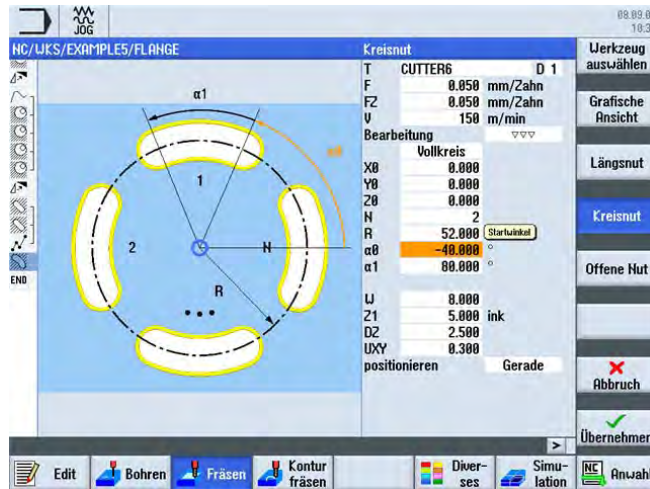 JOG
08.09.0
10.3
NC/WKS/EXAMPLE5/FLANGE
α1
α0
1
2
N
R
END
Kreisnut
T CUTTER6 D 1
F 0.050 mm/Zahn
FZ 0.050 mm/Zahn
V 150 m/min
Bearbeitung ▽▽▽
Vollkreis
X0 0.000
Y0 0.000
Z0 0.000
N 2
R 52.000 Startwinkel
α0 -40.000 °
α1 80.000 °
W 8.000
Z1 5.000 ink
DZ 2.500
UXY 0.300
positionieren Gerade
Werkzeug
auswählen
Grafische
Ansicht
Längsnut
Kreisnut
Offene Nut
Abbruch
Übernehmen
>
Edit
Bohren
Fräsen
Kontur
fräsen
Diver-
ses
Simu-
lation
NC
Anwahl